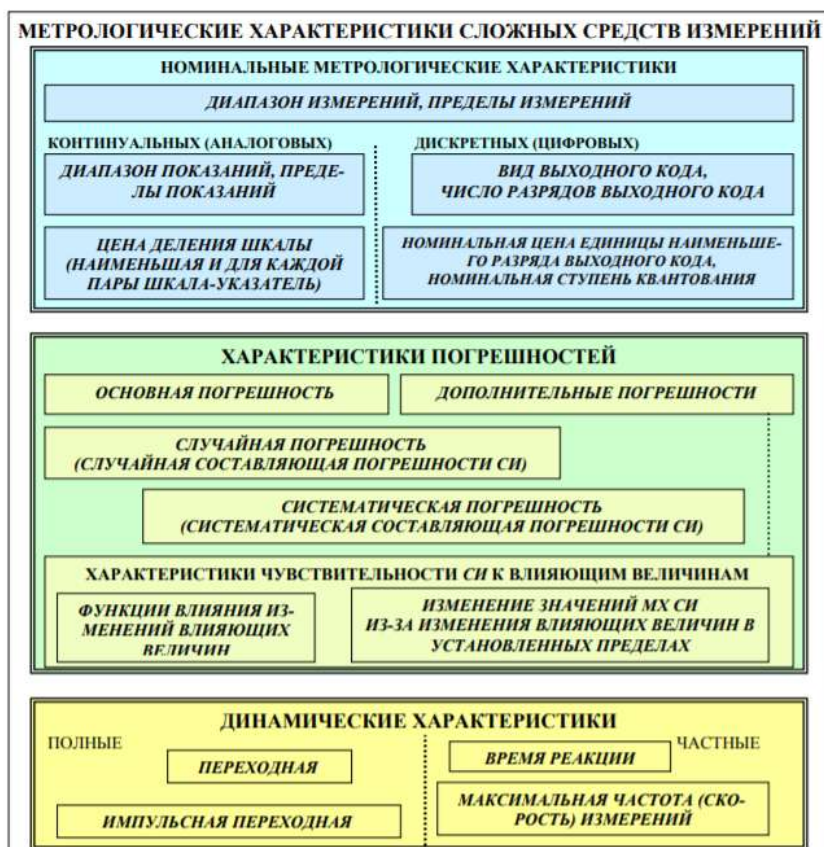 МЕТРОЛОГИЧЕСКИЕ ХАРАКТЕРИСТИКИ СЛОЖНЫХ СРЕДСТВ ИЗМЕРЕНИЙ
НОМИНАЛЬНЫЕ МЕТРОЛОГИЧЕСКИЕ ХАРАКТЕРИСТИКИ
ДИАПАЗОН ИЗМЕРЕНИЙ, ПРЕДЕЛЫ ИЗМЕРЕНИЙ
КОНТИНУАЛЬНЫХ (АНАЛОГОВЫХ)
ДИАПАЗОН ПОКАЗАНИЙ, ПРЕДЕ-
ЛЫ ПОКАЗАНИЙ
ЦЕНА ДЕЛЕНИЯ ШКАЛЫ
(НАИМЕНЬШАЯ И ДЛЯ КАЖДОЙ
ПАРЫ ШКАЛА-УКАЗАТЕЛЬ)
ДИСКРЕТНЫХ (ЦИФРОВЫХ)
ВИД ВЫХОДНОГО КОДА,
ЧИСЛО РАЗРЯДОВ ВЫХОДНОГО КОДА
НОМИНАЛЬНАЯ ЦЕНА ЕДИНИЦЫ НАИМЕНЬШЕ-
ГО РАЗРЯДА ВЫХОДНОГО КОДА,
НОМИНАЛЬНАЯ СТУПЕНЬ КВАНТОВАНИЯ
ХАРАКТЕРИСТИКИ ПОГРЕШНОСТЕЙ
ОСНОВНАЯ ПОГРЕШНОСТЬ
ДОПОЛНИТЕЛЬНЫЕ ПОГРЕШНОСТИ
СЛУЧАЙНАЯ ПОГРЕШНОСТЬ
(СЛУЧАЙНАЯ СОСТАВЛЯЮЩАЯ ПОГРЕШНОСТИ СИ)
СИСТЕМАТИЧЕСКАЯ ПОГРЕШНОСТЬ
(СИСТЕМАТИЧЕСКАЯ СОСТАВЛЯЮЩАЯ ПОГРЕШНОСТИ СИ)
ХАРАКТЕРИСТИКИ ЧУВСТВИТЕЛЬНОСТИ СИ К ВЛИЯЮЩИМ ВЕЛИЧИНАМ
ФУНКЦИИ ВЛИЯНИЯ ИЗ-
МЕНЕНИЙ ВЛИЯЮЩИХ
ВЕЛИЧИН
ИЗМЕНЕНИЕ ЗНАЧЕНИЙ МХ СИ
ИЗ-ЗА ИЗМЕНЕНИЯ ВЛИЯЮЩИХ ВЕЛИЧИН В
УСТАНОВЛЕННЫХ ПРЕДЕЛАХ
ДИНАМИЧЕСКИЕ ХАРАКТЕРИСТИКИ
ПОЛНЫЕ
ПЕРЕХОДНАЯ
ИМПУЛЬСНАЯ ПЕРЕХОДНАЯ
ЧАСТНЫЕ
ВРЕМЯ РЕАКЦИИ
МАКСИМАЛЬНАЯ ЧАСТОТА (СКО-
РОСТЬ) ИЗМЕРЕНИЙ